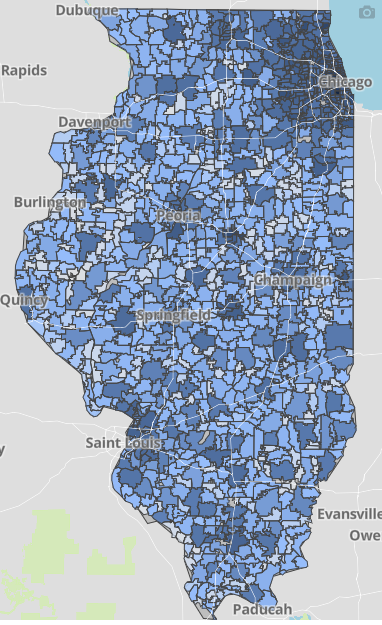 Dubuque
Rapids
Chicago
Davenport
Burlington
Peoria
Champaign
Quincy
Springfield
Saint Louis
y
Evansville
Owe
Paducah